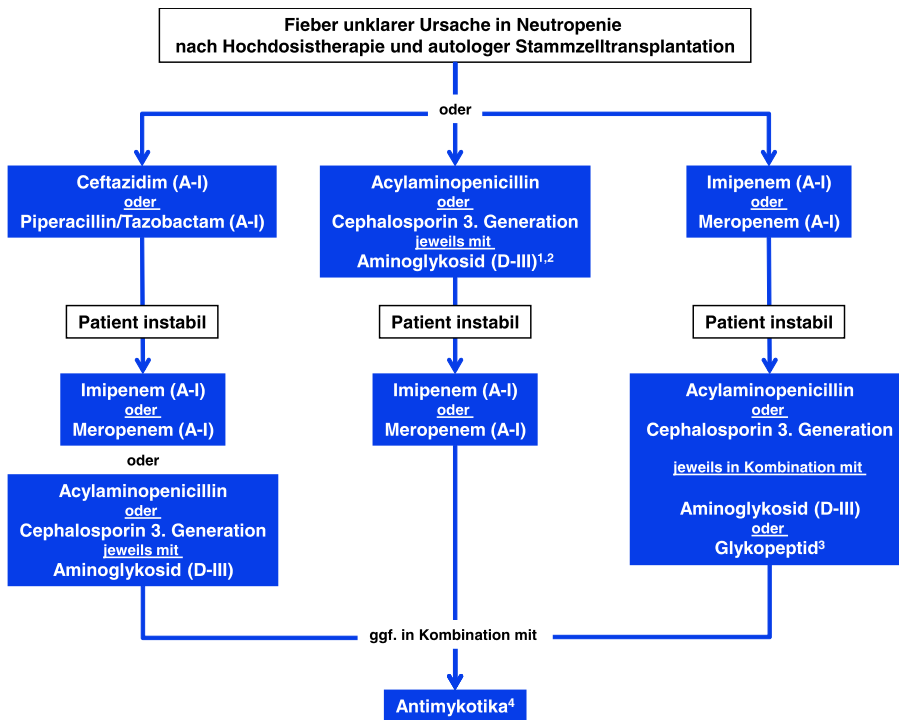 Fieber unklarer Ursache in Neutropenie
nach Hochdosistherapie und autologer Stammzelltransplantation
oder
Ceftazidim (A-I)
oder
Piperacillin/Tazobactam (A-I)
Acylaminopenicillin
oder
Cephalosporin 3. Generation
jeweils mit
Aminoglykosid (D-III)¹,²
Imipenem (A-I)
oder
Meropenem (A-I)
Patient instabil
Patient instabil
Patient instabil
Imipenem (A-I)
oder
Meropenem (A-I)
oder
Acylaminopenicillin
oder
Cephalosporin 3. Generation
jeweils mit
Aminoglykosid (D-III)
Imipenem (A-I)
oder
Meropenem (A-I)
Acylaminopenicillin
oder
Cephalosporin 3. Generation
jeweils in Kombination mit
Aminoglykosid (D-III)
oder
Glykopeptid³
ggf. in Kombination mit
Antimykotika⁴